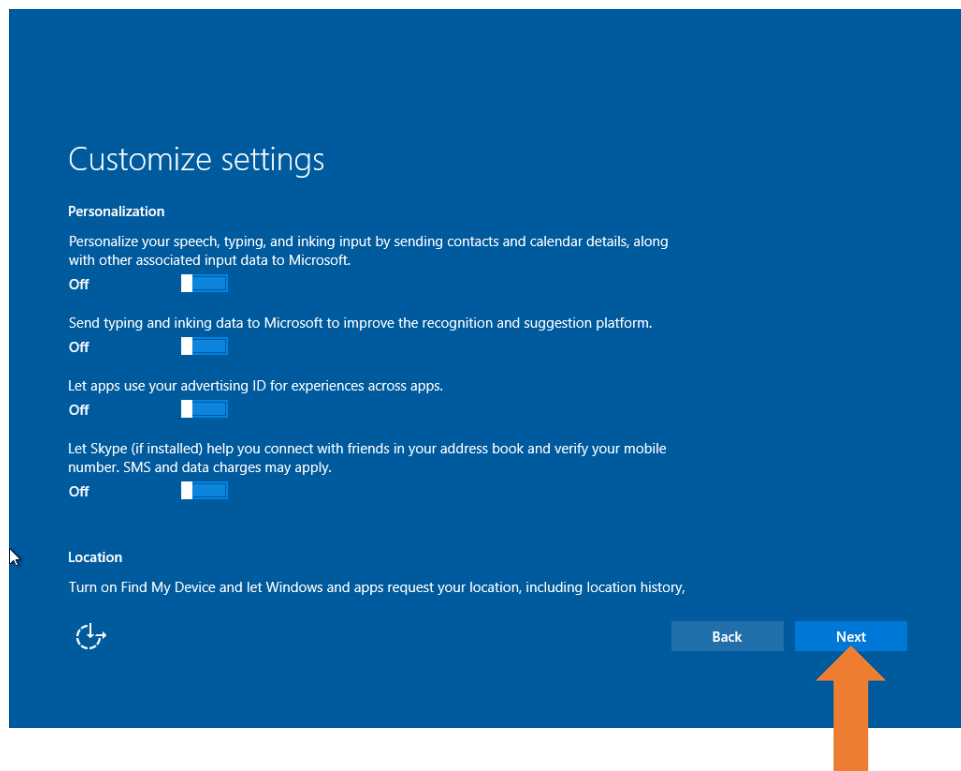 Customize settings
Personalization
Personalize your speech, typing, and inking input by sending contacts and calendar details, along
with other associated input data to Microsoft.
Off
Send typing and inking data to Microsoft to improve the recognition and suggestion platform.
Off
Let apps use your advertising ID for experiences across apps.
Off
Let Skype (if installed) help you connect with friends in your address book and verify your mobile
number. SMS and data charges may apply.
Off
Location
Turn on Find My Device and let Windows and apps request your location, including location history,
Back Next